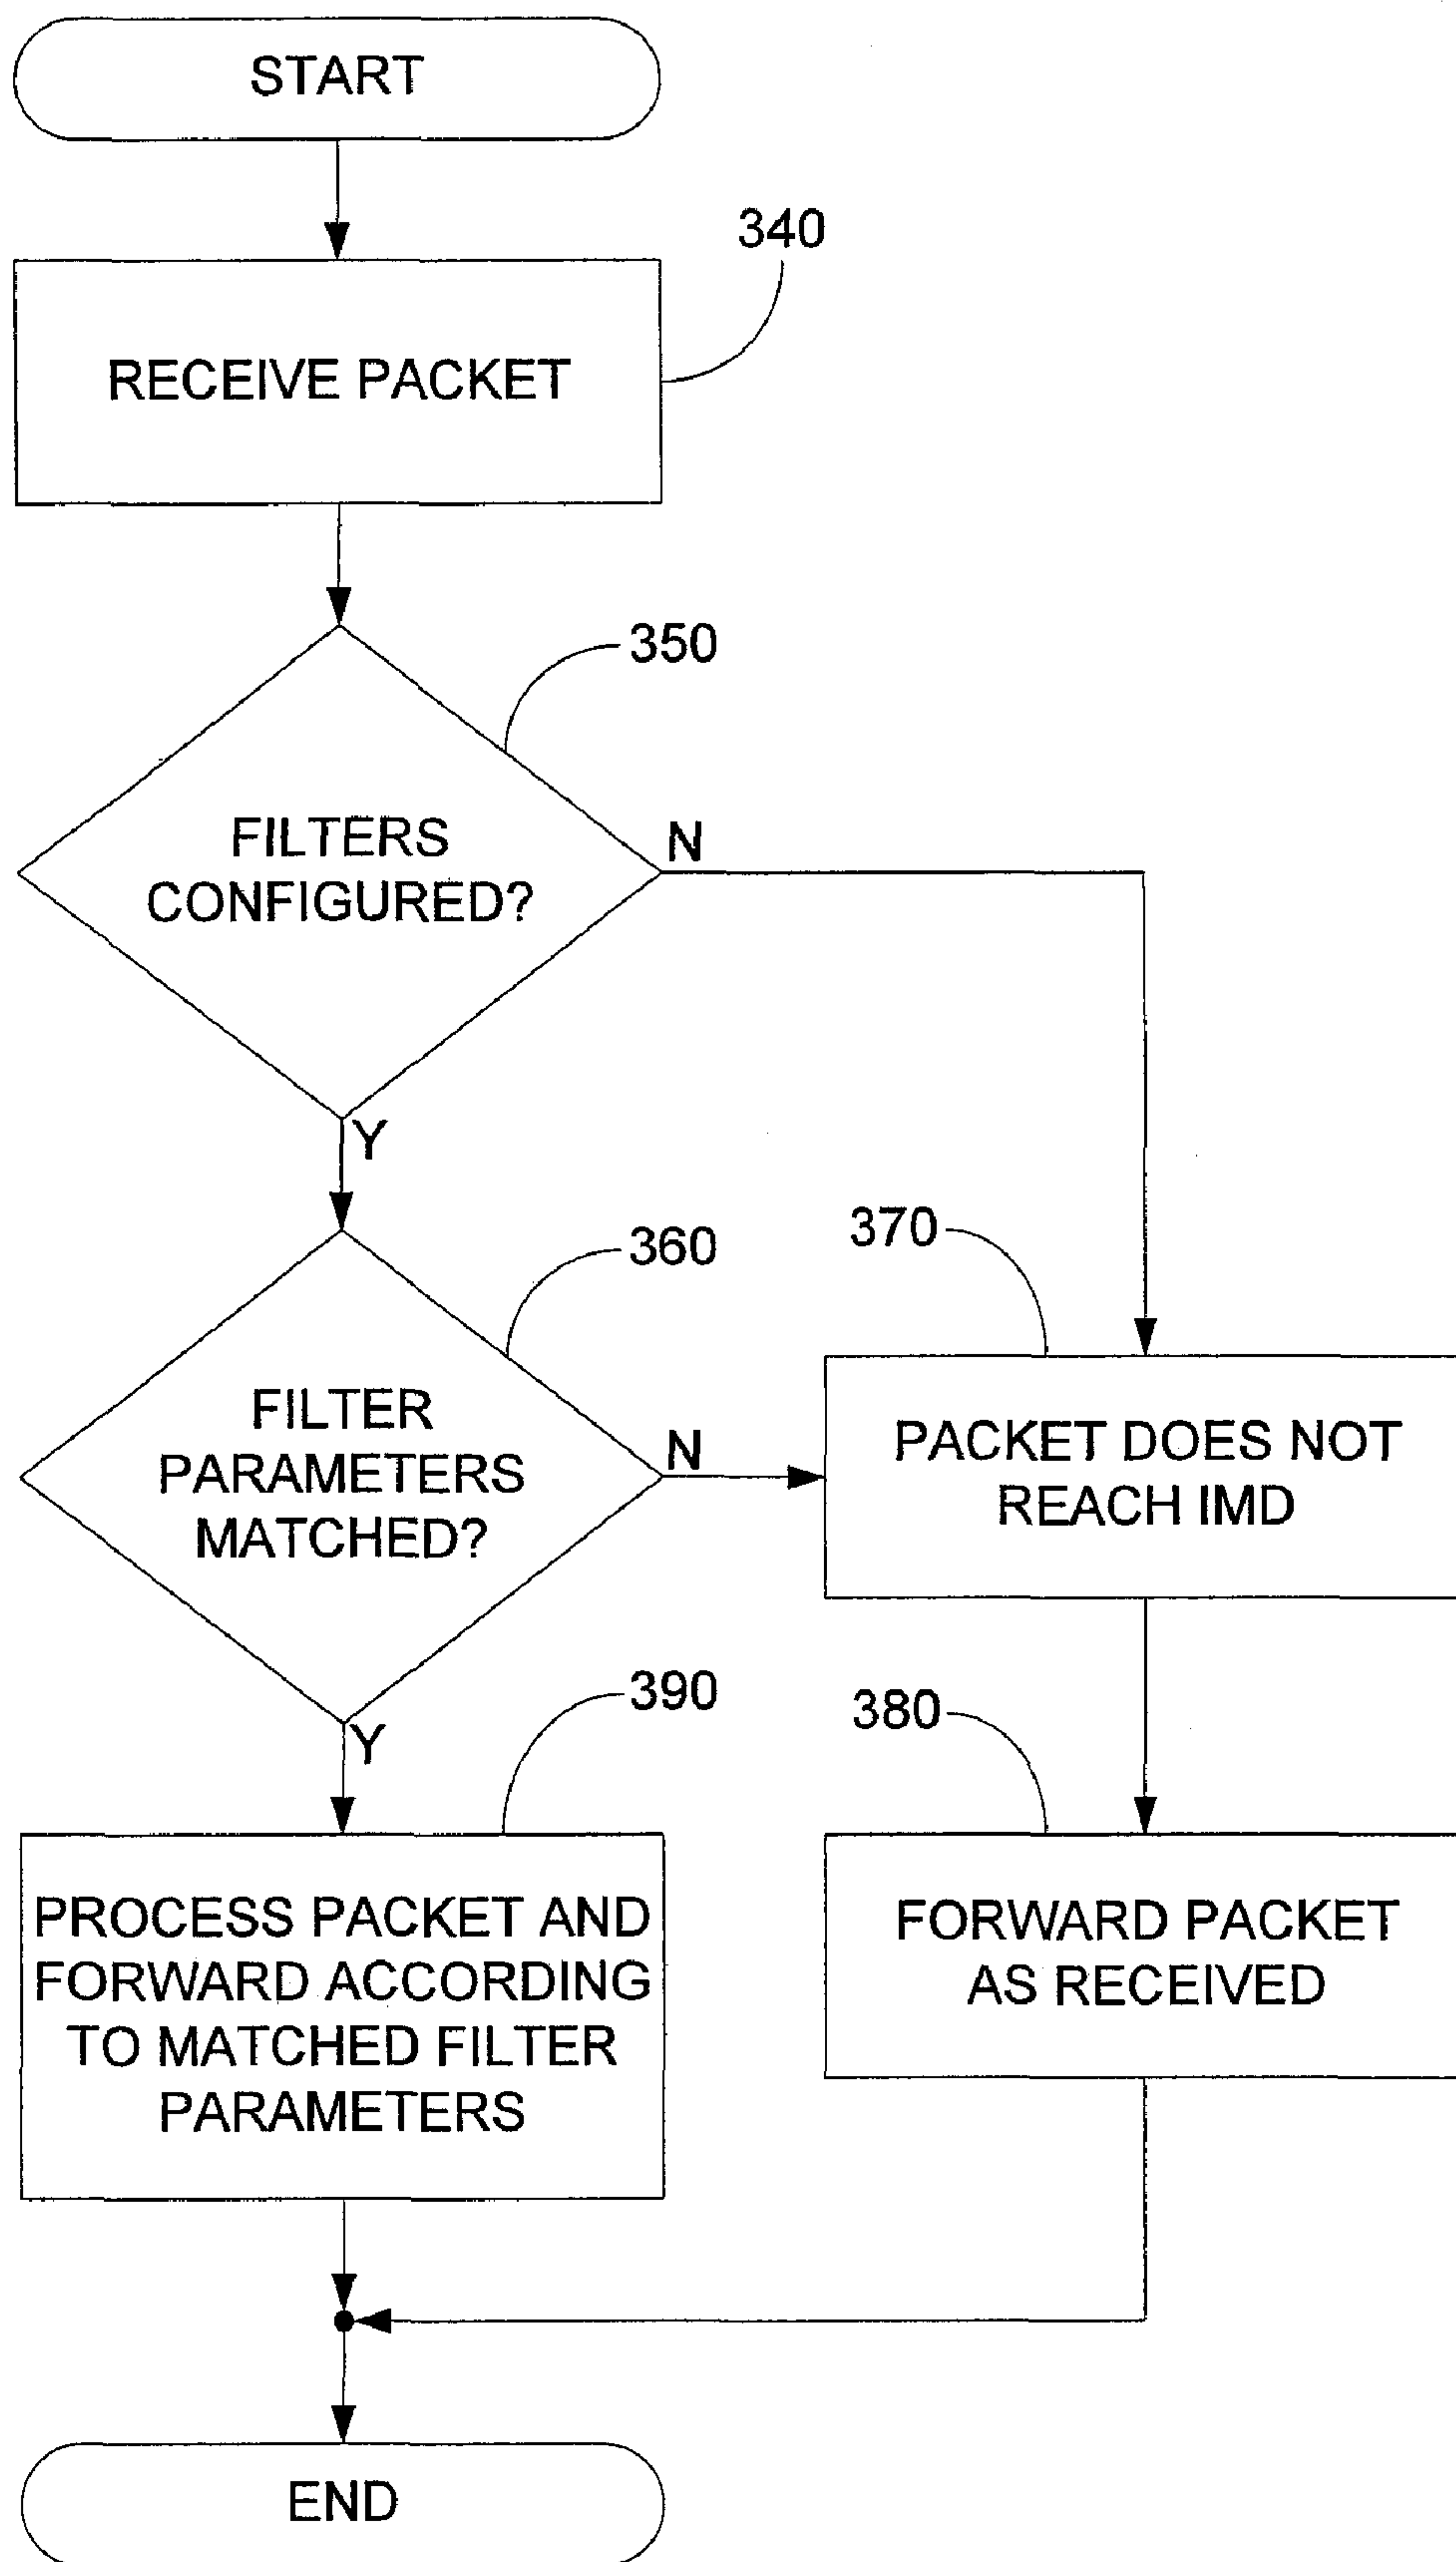 START
340
RECEIVE PACKET
350
FILTERS
CONFIGURED?
N
Y
360
370
FILTER
PARAMETERS
MATCHED?
N
PACKET DOES NOT
REACH IMD
Y
390
380
PROCESS PACKET AND
FORWARD ACCORDING
TO MATCHED FILTER
PARAMETERS
FORWARD PACKET
AS RECEIVED
END